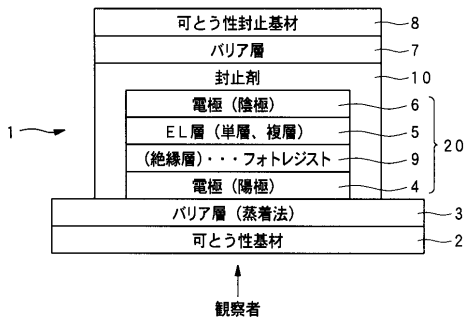 可とう性封止基材 8
バリア層 7
封止剤 10
電極（陰極） 6
1
EL層（単層、複層） 5
20
（絶縁層）・・・フォトレジスト 9
電極（陽極） 4
バリア層（蒸着法） 3
可とう性基材 2
観察者